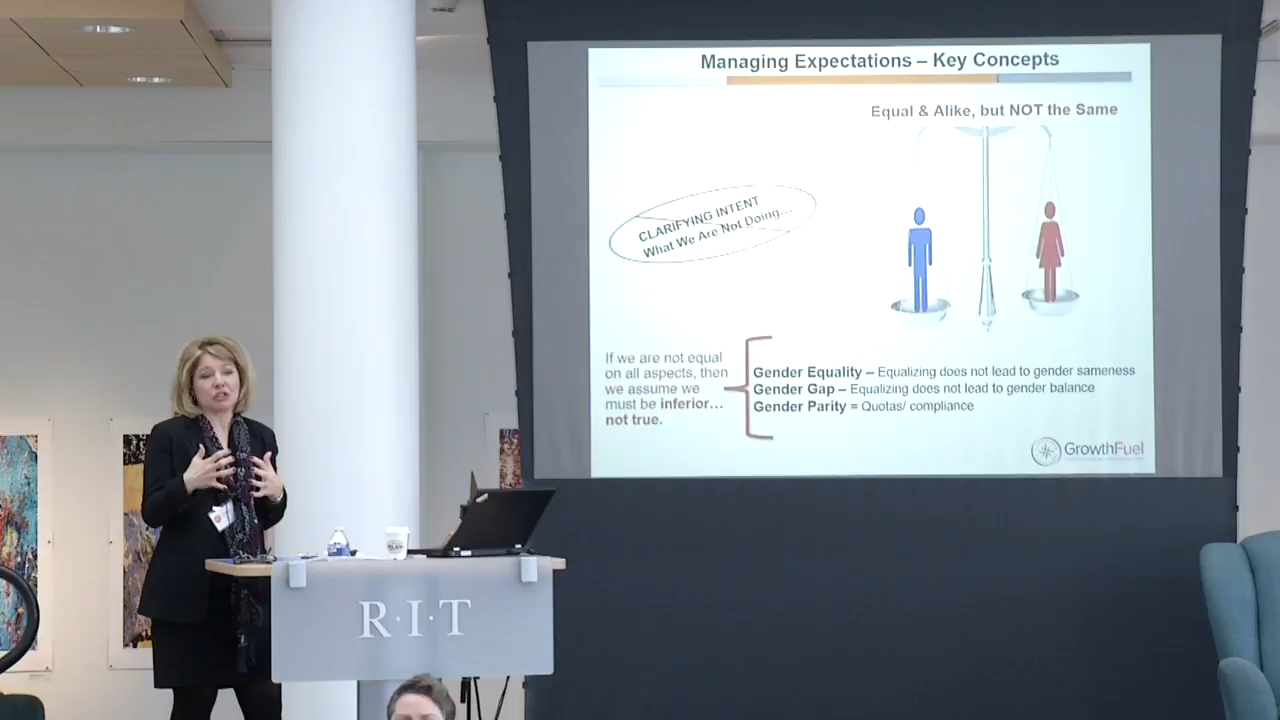 Managing Expectations – Key Concepts
Equal & Alike, but NOT the Same
CLARIFYING INTENT
What We Are Not Doing...
If we are not equal
on all aspects, then
we assume we
must be inferior...
not true.
Gender Equality – Equalizing does not lead to gender sameness
Gender Gap – Equalizing does not lead to gender balance
Gender Parity = Quotas/ compliance
GrowthFuel
R·I·T